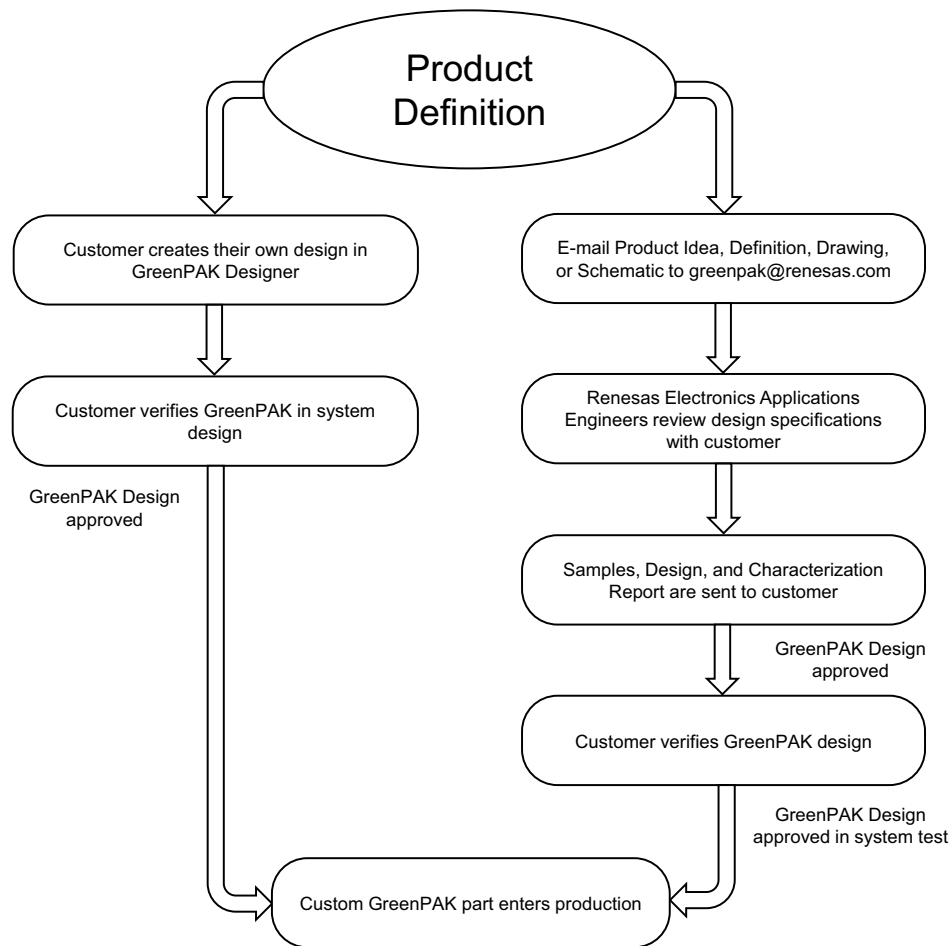 Product
Definition
Customer creates their own design in
GreenPAK Designer
E-mail Product Idea, Definition, Drawing,
or Schematic to greenpak@renesas.com
Customer verifies GreenPAK in system
design
Renesas Electronics Applications
Engineers review design specifications
with customer
GreenPAK Design
approved
Samples, Design, and Characterization
Report are sent to customer
GreenPAK Design
approved
Customer verifies GreenPAK design
GreenPAK Design
approved in system test
Custom GreenPAK part enters production